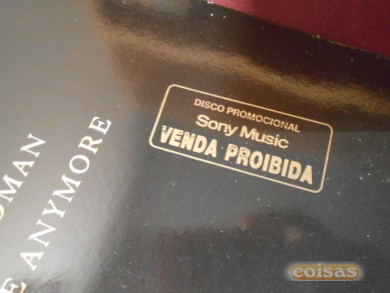 DISCO PROMOCIONAL
Sony Music
VENDA PROIBIDA
OMAN
E ANYMORE
coisas